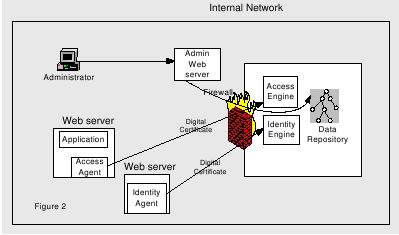 Internal Network
Admin
Web
server
Administrator
Firewall
Access
Engine
Identity
Engine
Data
Repository
Web server
Application
Access
Agent
Digital
Certificate
Web server
Identity
Agent
Digital
Certificate
Figure 2